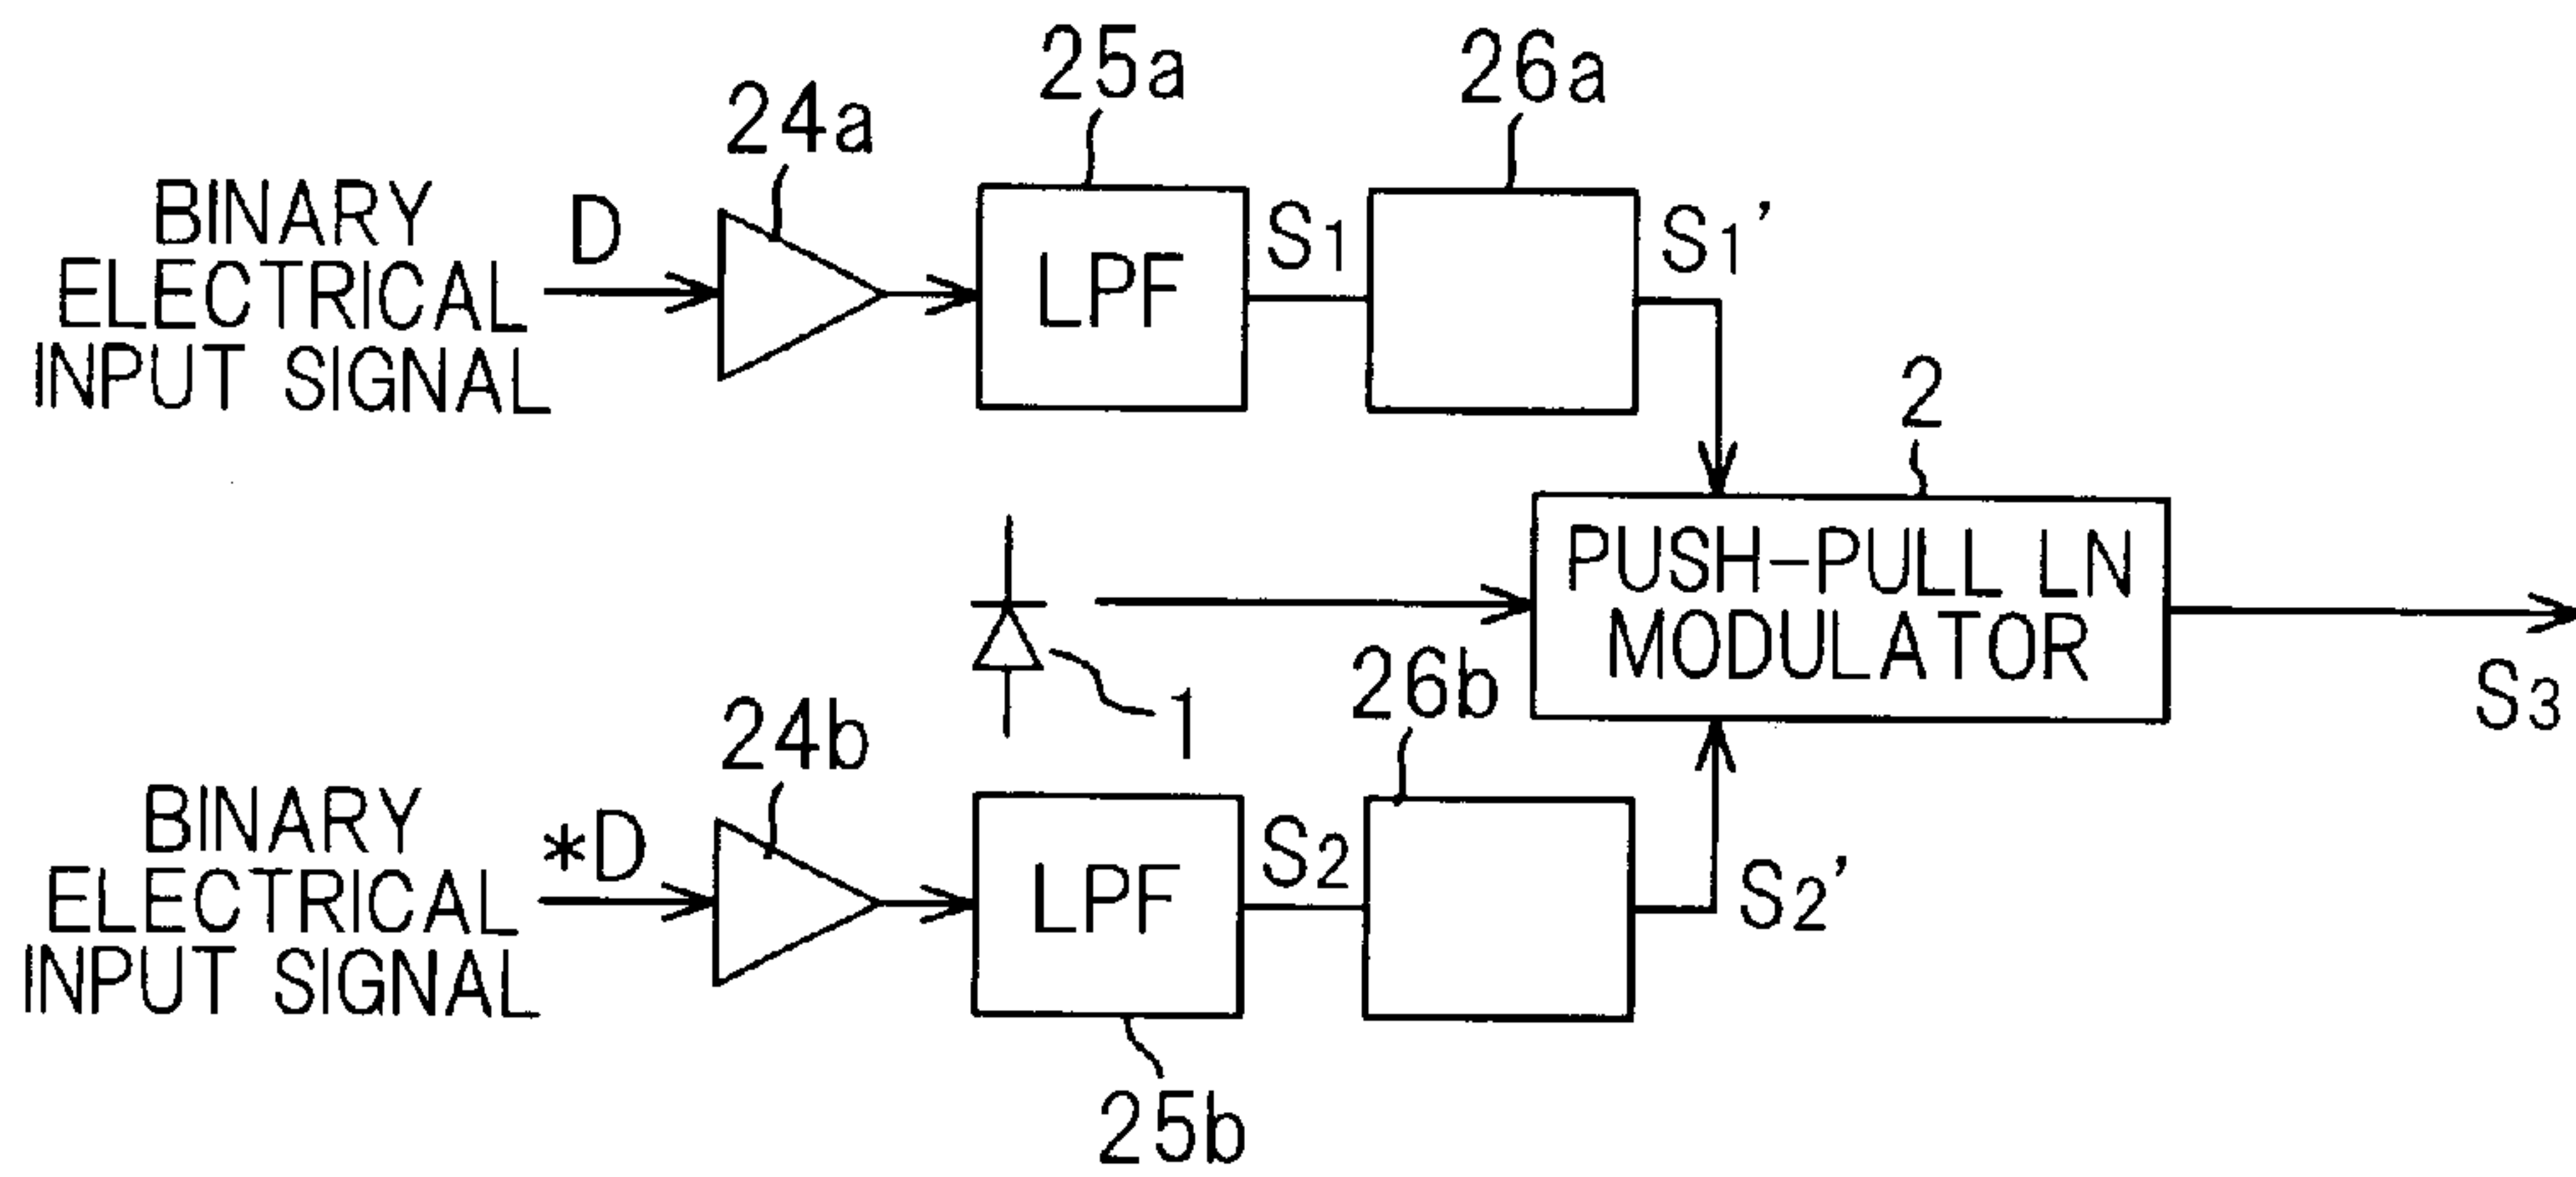 25a
26a
24a
BINARY
ELECTRICAL
INPUT SIGNAL
D
LPF
S1
S1'
2
PUSH-PULL LN
MODULATOR
S3
1
26b
24b
BINARY
ELECTRICAL
INPUT SIGNAL
*D
LPF
S2
S2'
25b